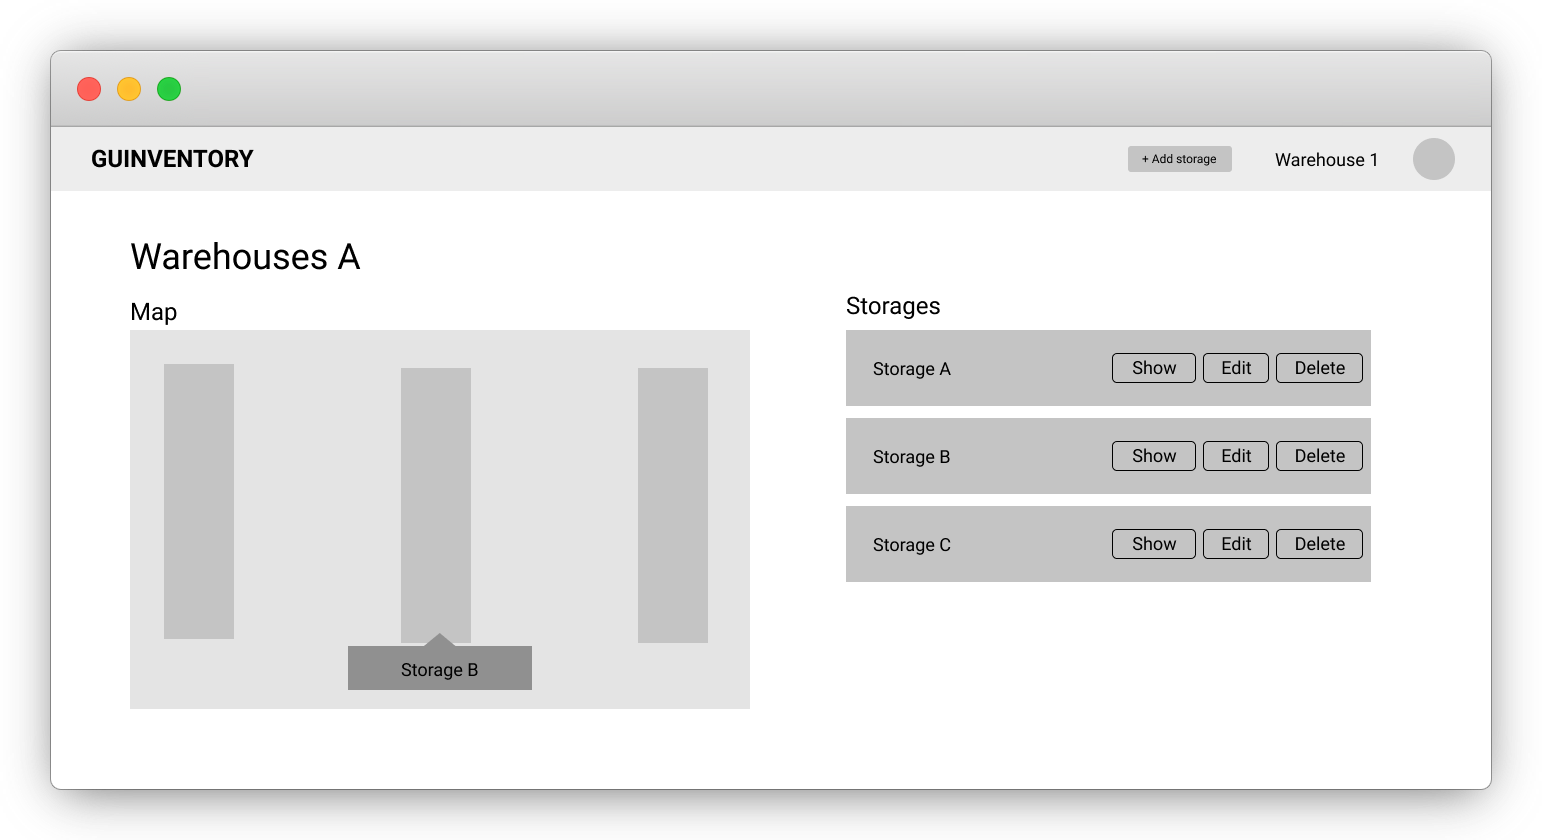 GUINVENTORY
+ Add storage
Warehouse 1
Warehouses A
Map
Storage B
Storages
Storage A
Show
Edit
Delete
Storage B
Show
Edit
Delete
Storage C
Show
Edit
Delete